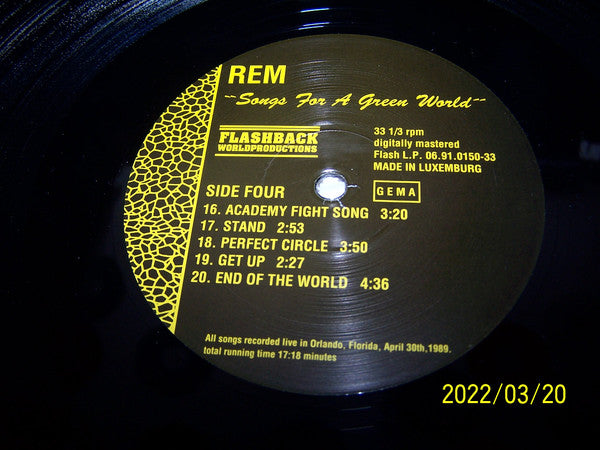 REM
--Songs For A Green World--
FLASHBACK
WORLDPRODUCTIONS
33 1/3 rpm
digitally mastered
Flash L.P. 06.91.0150-33
MADE IN LUXEMBURG
GEMA
SIDE FOUR
16. ACADEMY FIGHT SONG 3:20
17. STAND 2:53
18. PERFECT CIRCLE 3:50
19. GET UP 2:27
20. END OF THE WORLD 4:36
All songs recorded live in Orlando, Florida, April 30th,1989.
total running time 17:18 minutes
2022/03/20